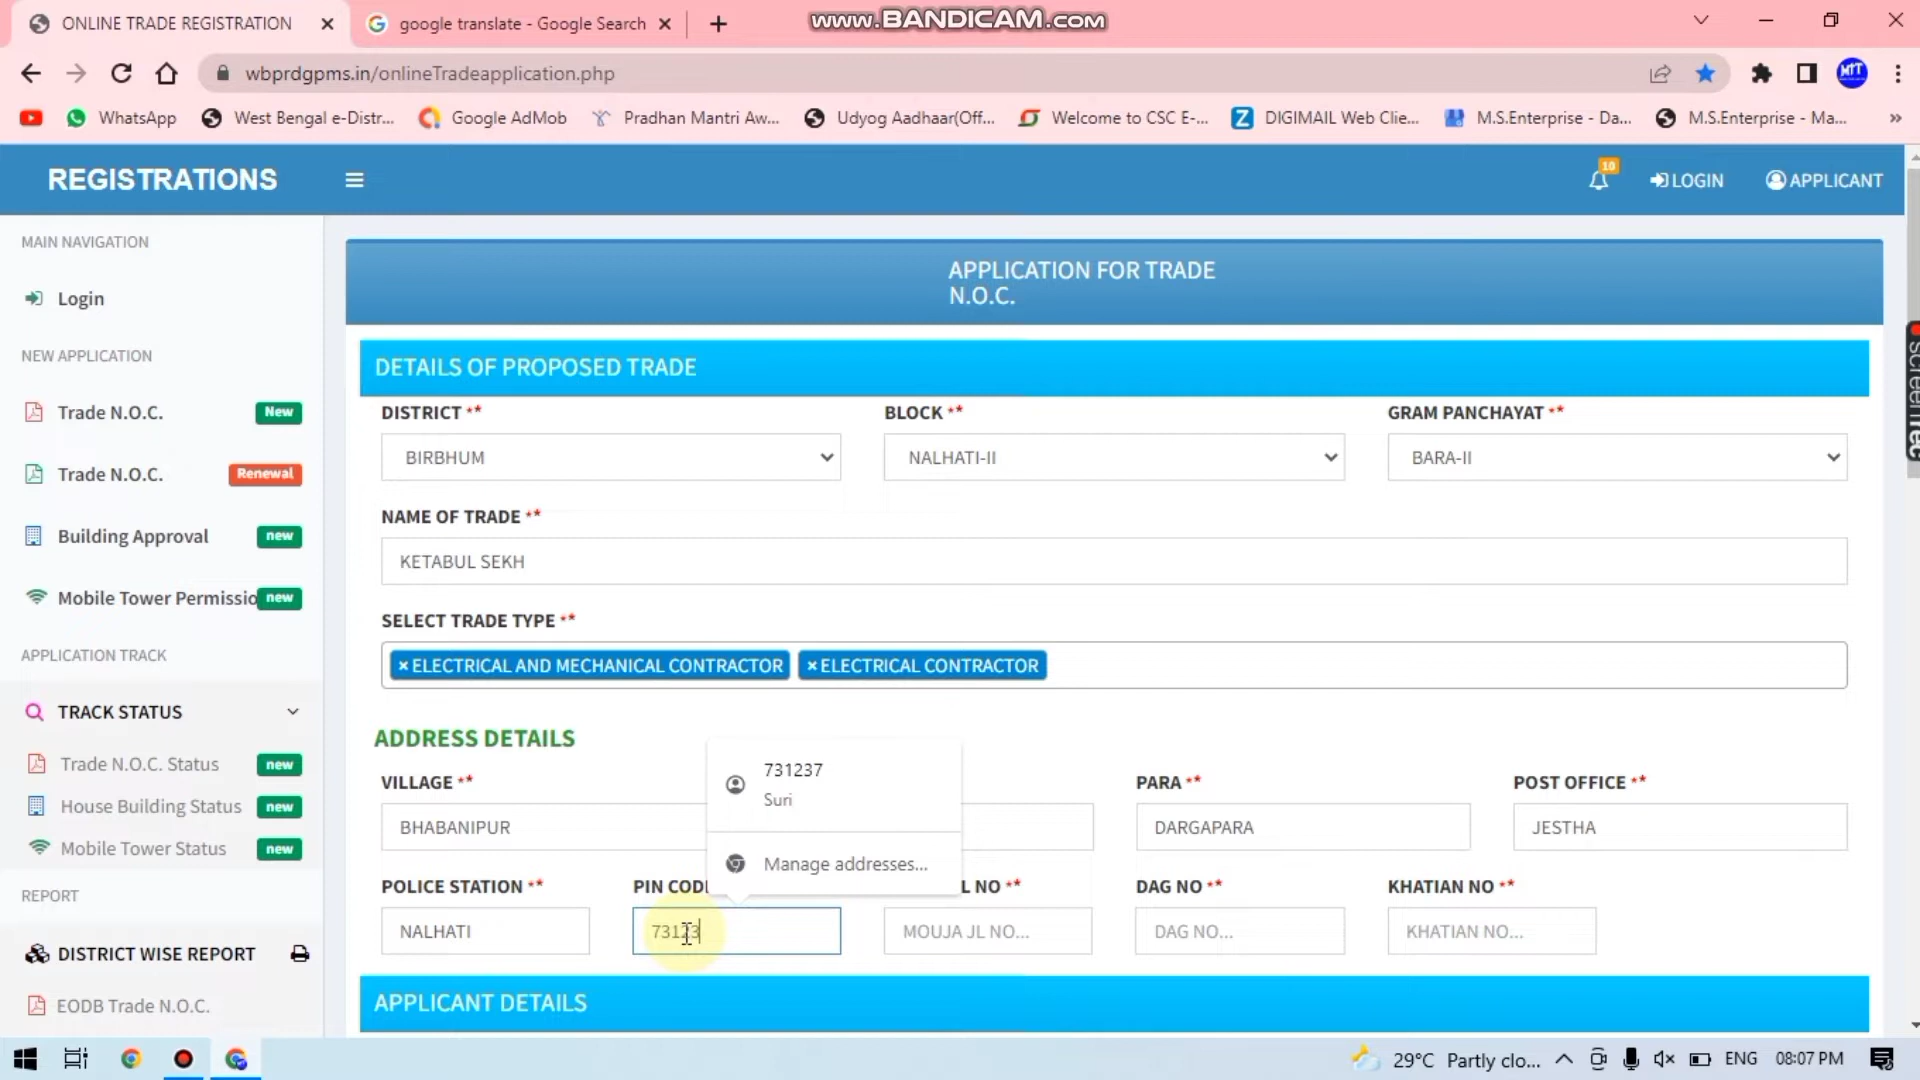 ONLINE TRADE REGISTRATION
google translate - Google Search
www.BANDICAM.com
wbprdgpms.in/onlineTradeapplication.php
MTT
WhatsApp
West Bengal e-Distr...
Google AdMob
Pradhan Mantri Aw...
Udyog Aadhaar(Off...
Welcome to CSC E-...
Z
DIGIMAIL Web Clie...
M.S.Enterprise - Da...
M.S.Enterprise - Ma...
REGISTRATIONS
10
LOGIN
APPLICANT
MAIN NAVIGATION
Login
NEW APPLICATION
Trade N.O.C. New
Trade N.O.C. Renewal
Building Approval new
Mobile Tower Permissio new
APPLICATION TRACK
TRACK STATUS
Trade N.O.C. Status new
House Building Status new
Mobile Tower Status new
REPORT
DISTRICT WISE REPORT
EODB Trade N.O.C.
APPLICATION FOR TRADE
N.O.C.
DETAILS OF PROPOSED TRADE
DISTRICT ** BLOCK ** GRAM PANCHAYAT **
BIRBHUM NALHATI-II BARA-II
NAME OF TRADE **
KETABUL SEKH
SELECT TRADE TYPE **
×ELECTRICAL AND MECHANICAL CONTRACTOR ×ELECTRICAL CONTRACTOR
ADDRESS DETAILS
731237
Suri
Manage addresses...
VILLAGE ** PARA ** POST OFFICE **
BHABANIPUR DARGAPARA JESTHA
POLICE STATION ** PIN CODE L NO ** DAG NO ** KHATIAN NO **
NALHATI 73123 MOUJA JL NO... DAG NO... KHATIAN NO...
APPLICANT DETAILS
screenrec
29°C Partly clo... ENG 08:07 PM